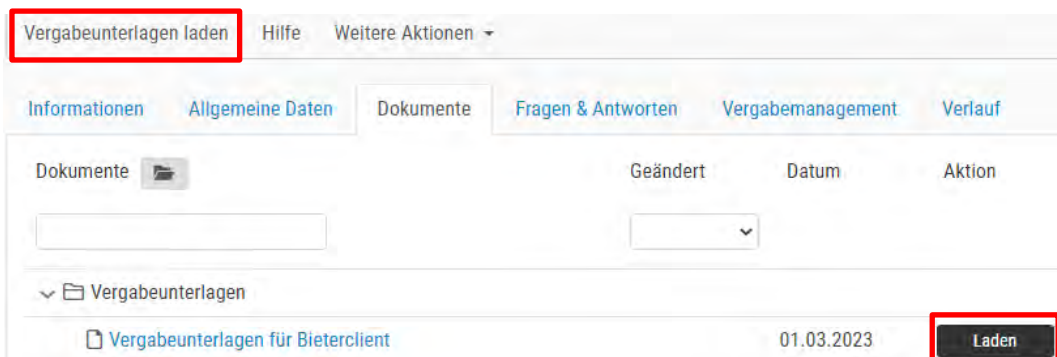 Vergabeunterlagen laden Hilfe Weitere Aktionen
Informationen Allgemeine Daten Dokumente Fragen & Antworten Vergabemanagement Verlauf
Dokumente Geändert Datum Aktion
Vergabeunterlagen
Vergabeunterlagen für Bieterclient 01.03.2023 Laden